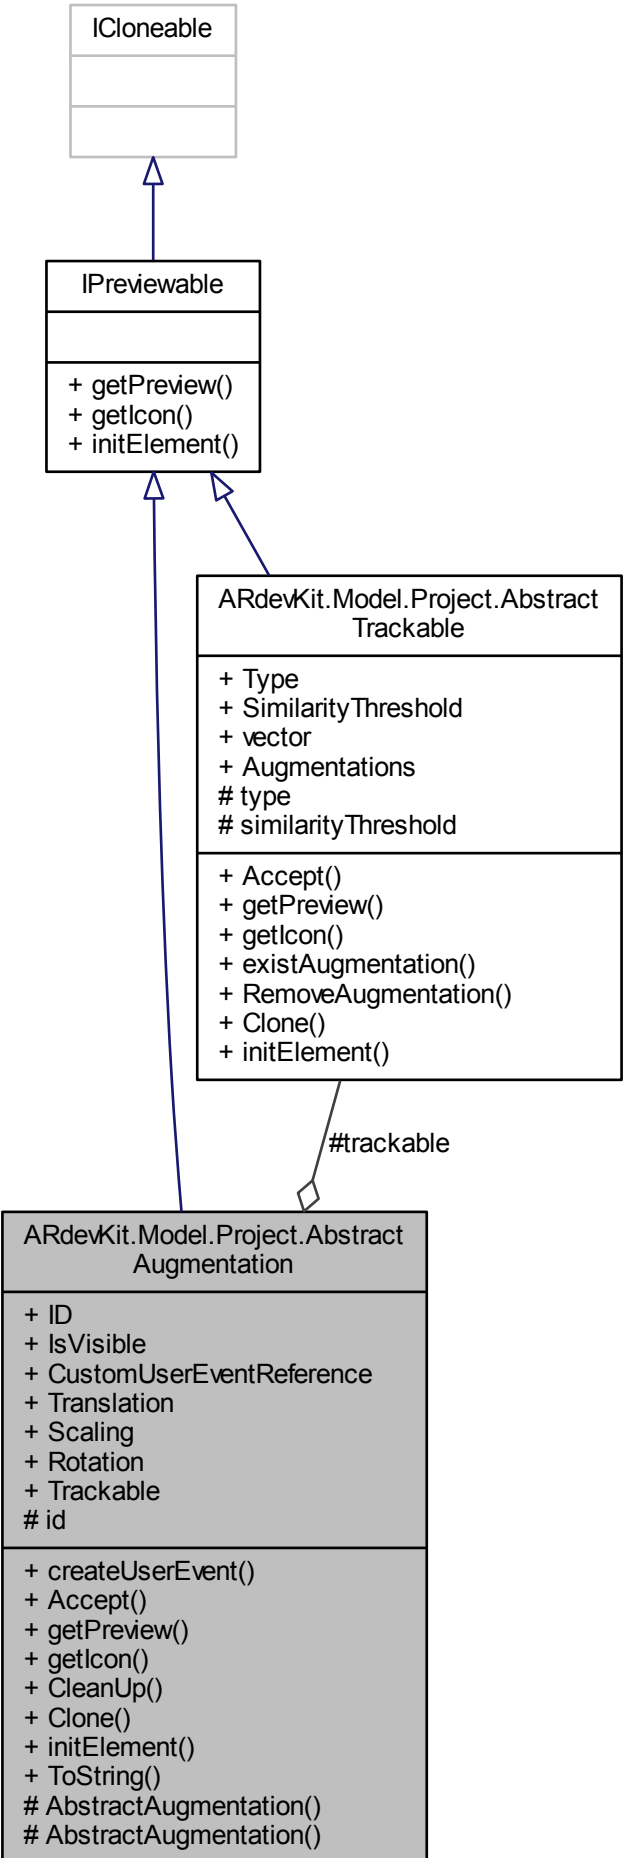 ICloneable
IPreviewable
+ getPreview()
+ getIcon()
+ initElement()
ARdevKit.Model.Project.Abstract
Trackable
+ Type
+ SimilarityThreshold
+ vector
+ Augmentations
# type
# similarityThreshold
+ Accept()
+ getPreview()
+ getIcon()
+ existAugmentation()
+ RemoveAugmentation()
+ Clone()
+ initElement()
#trackable
ARdevKit.Model.Project.Abstract
Augmentation
+ ID
+ IsVisible
+ CustomUserEventReference
+ Translation
+ Scaling
+ Rotation
+ Trackable
# id
+ createUserEvent()
+ Accept()
+ getPreview()
+ getIcon()
+ CleanUp()
+ Clone()
+ initElement()
+ ToString()
# AbstractAugmentation()
# AbstractAugmentation()